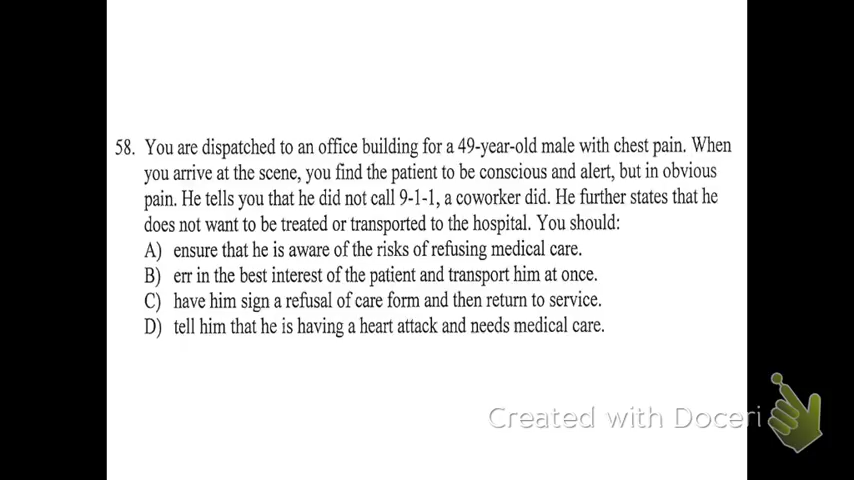 58. You are dispatched to an office building for a 49-year-old male with chest pain. When
you arrive at the scene, you find the patient to be conscious and alert, but in obvious
pain. He tells you that he did not call 9-1-1, a coworker did. He further states that he
does not want to be treated or transported to the hospital. You should:
A) ensure that he is aware of the risks of refusing medical care.
B) err in the best interest of the patient and transport him at once.
C) have him sign a refusal of care form and then return to service.
D) tell him that he is having a heart attack and needs medical care.
Created with Doceri